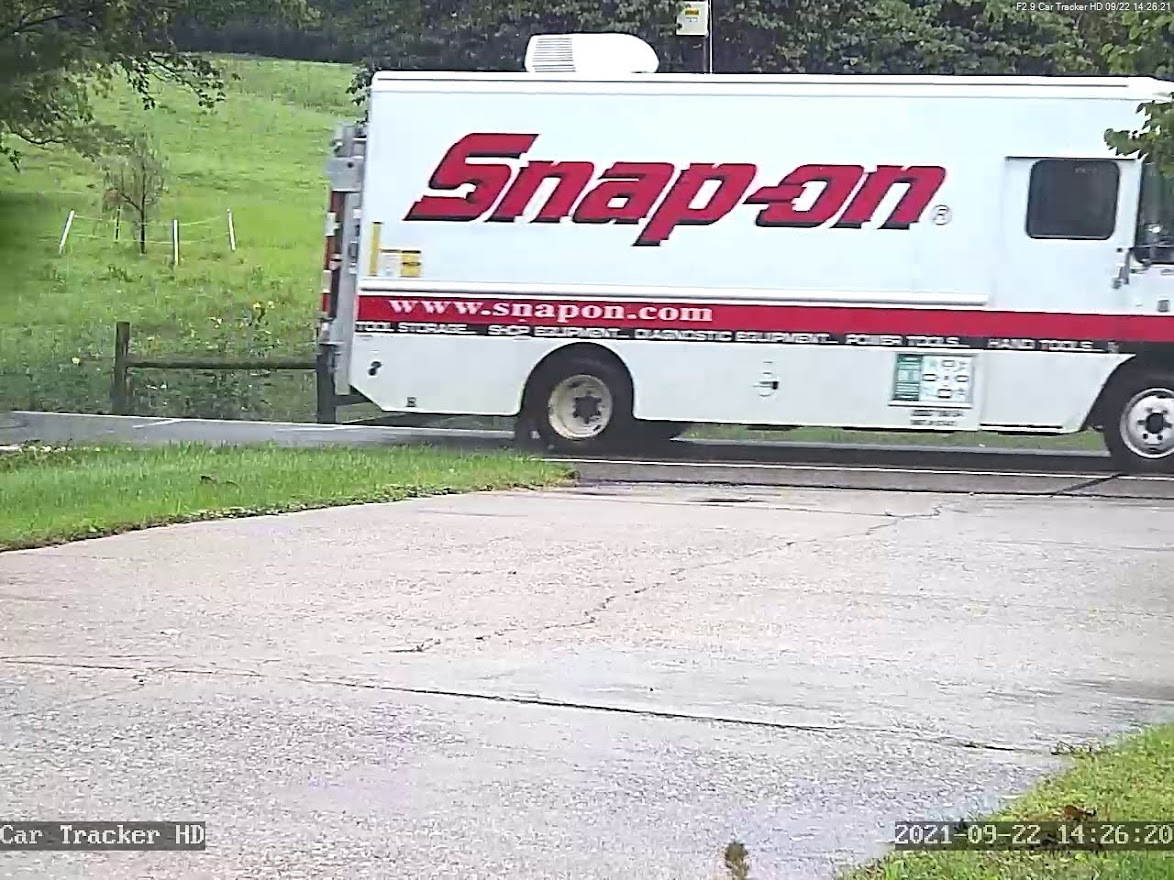 F2.9 Car Tracker HD 09/22 14:26:21
Snap-on®
www.snapon.com
TOOL STORAGE... SHOP EQUIPMENT... DIAGNOSTIC EQUIPMENT... POWER TOOLS... HAND TOOLS...
Car Tracker HD
2021-09-22 14:26:20